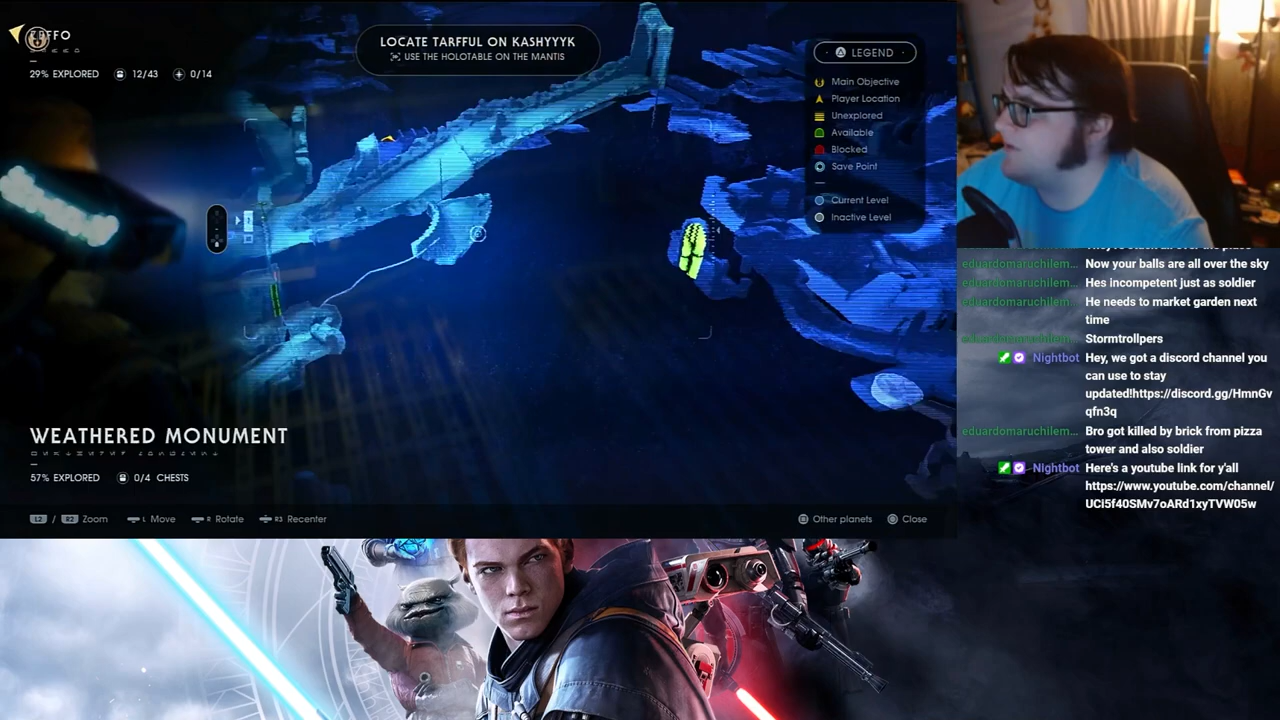 LOCATE TARFFUL ON KASHYYYK
USE THE HOLOTABLE ON THE MANTIS
29% EXPLORED 12/43 0/14
LEGEND
Main Objective
Player Location
Unexplored
Available
Blocked
Save Point
Current Level
Inactive Level
WEATHERED MONUMENT
57% EXPLORED 0/4 CHESTS
L2 / R2 Zoom L Move R Rotate R3 Recenter
Other planets Close
eduardomaruchilem... Now your balls are all over the sky
eduardomaruchilem... Hes incompetent just as soldier
eduardomaruchilem... He needs to market garden next
time
eduardomaruchilem... Stormtrollpers
Nightbot Hey, we got a discord channel you
can use to stay
updated!https://discord.gg/HmnGv
qfn3q
eduardomaruchilem... Bro got killed by brick from pizza
tower and also soldier
Nightbot Here's a youtube link for y'all
https://www.youtube.com/channel/
UCi5f40SMv7oARd1xyTVW05w